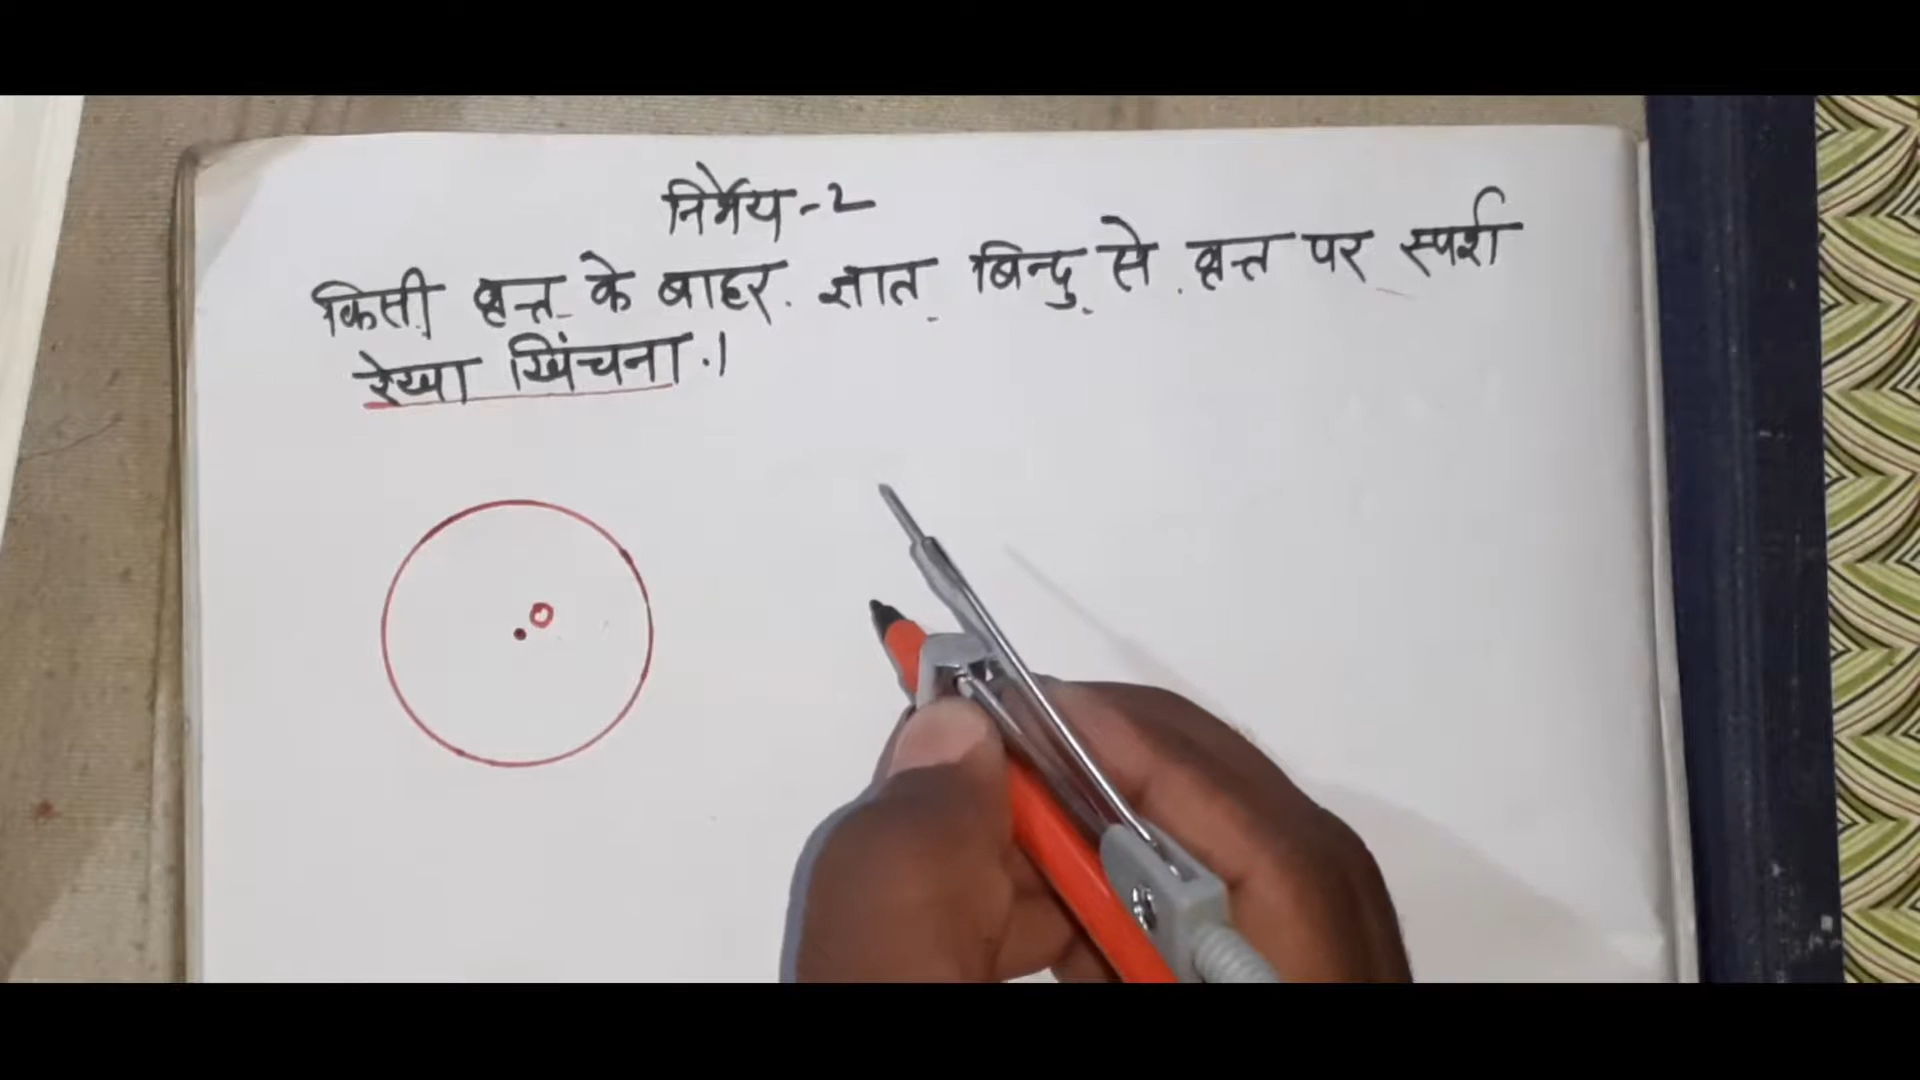 निर्मेय-2
किसी वृत्त के बाहर ज्ञात बिन्दु से वृत्त पर स्पर्श
रेखा खिंचना।
O